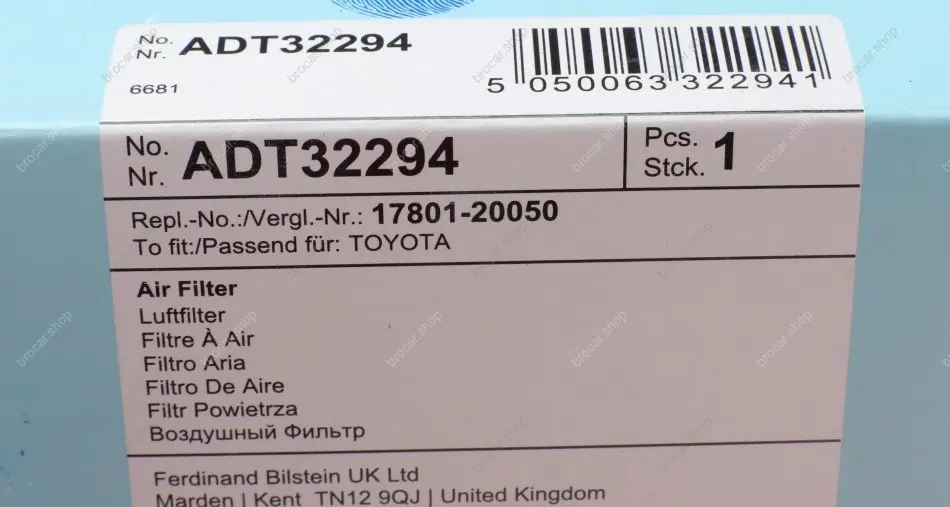 No. ADT32294
Nr.
6681
5 050063 322941
No. ADT32294
Nr.
Pcs. 1
Stck.
Repl.-No.:/Vergl.-Nr.: 17801-20050
To fit:/Passend für: TOYOTA
Air Filter
Luftfilter
Filtre À Air
Filtro Aria
Filtro De Aire
Filtr Powietrza
Воздушный Фильтр
Ferdinand Bilstein UK Ltd
Marden | Kent TN12 9QJ | United Kingdom
brocar.shop